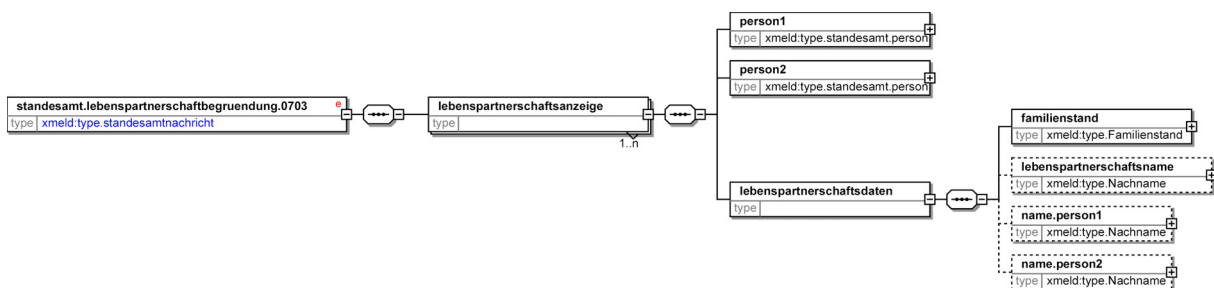 person1
type xmeld:type.standesamt.person
person2
type xmeld:type.standesamt.person
standesamt.lebenspartnerschaftbegruendung.0703 e
type xmeld:type.standesamtnachricht
lebenspartnerschaftsanzeige
type
1..n
lebenspartnerschaftsdaten
type
familienstand
type xmeld:type.Familienstand
lebenspartnerschaftsname
type xmeld:type.Nachname
name.person1
type xmeld:type.Nachname
name.person2
type xmeld:type.Nachname